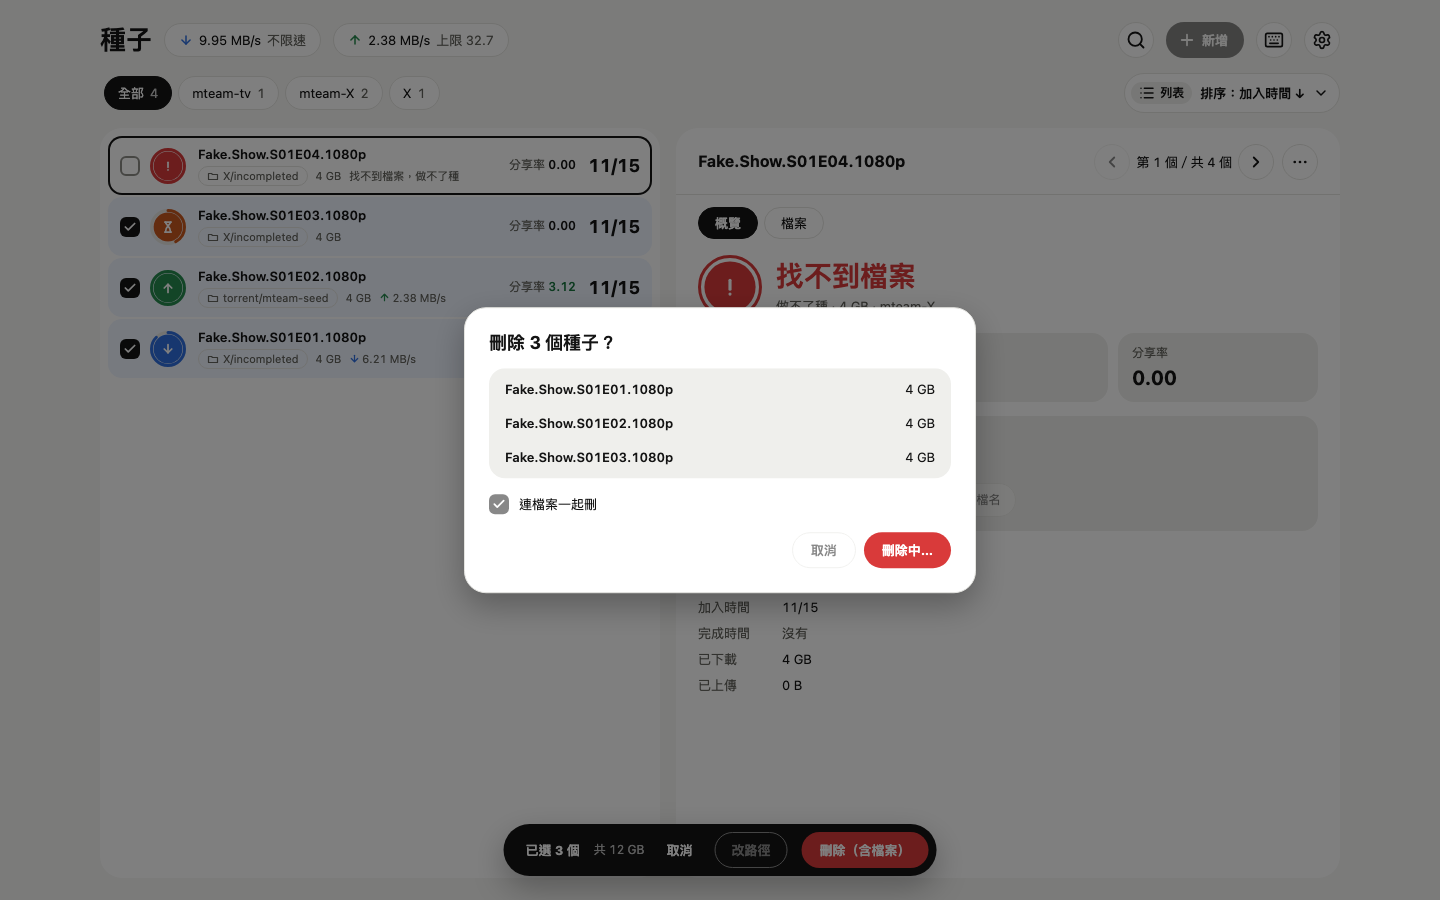 種子
9.95 MB/s 不限速
2.38 MB/s 上限 32.7
新增
全部 4
mteam-tv 1
mteam-X 2
X 1
列表
排序：加入時間
Fake.Show.S01E04.1080p
X/incompleted 4 GB 找不到檔案，做不了種
分享率 0.00 11/15
Fake.Show.S01E03.1080p
X/incompleted 4 GB
分享率 0.00 11/15
Fake.Show.S01E02.1080p
torrent/mteam-seed 4 GB 2.38 MB/s
分享率 3.12 11/15
Fake.Show.S01E01.1080p
X/incompleted 4 GB 6.21 MB/s
Fake.Show.S01E04.1080p
第 1 個 / 共 4 個
概覽
檔案
找不到檔案
做不了種 · 4 GB · mteam-X
分享率
0.00
檔名
加入時間 11/15
完成時間 沒有
已下載 4 GB
已上傳 0 B
刪除 3 個種子？
Fake.Show.S01E01.1080p 4 GB
Fake.Show.S01E02.1080p 4 GB
Fake.Show.S01E03.1080p 4 GB
連檔案一起刪
取消
刪除中...
已選 3 個 共 12 GB 取消 改路徑 刪除（含檔案）